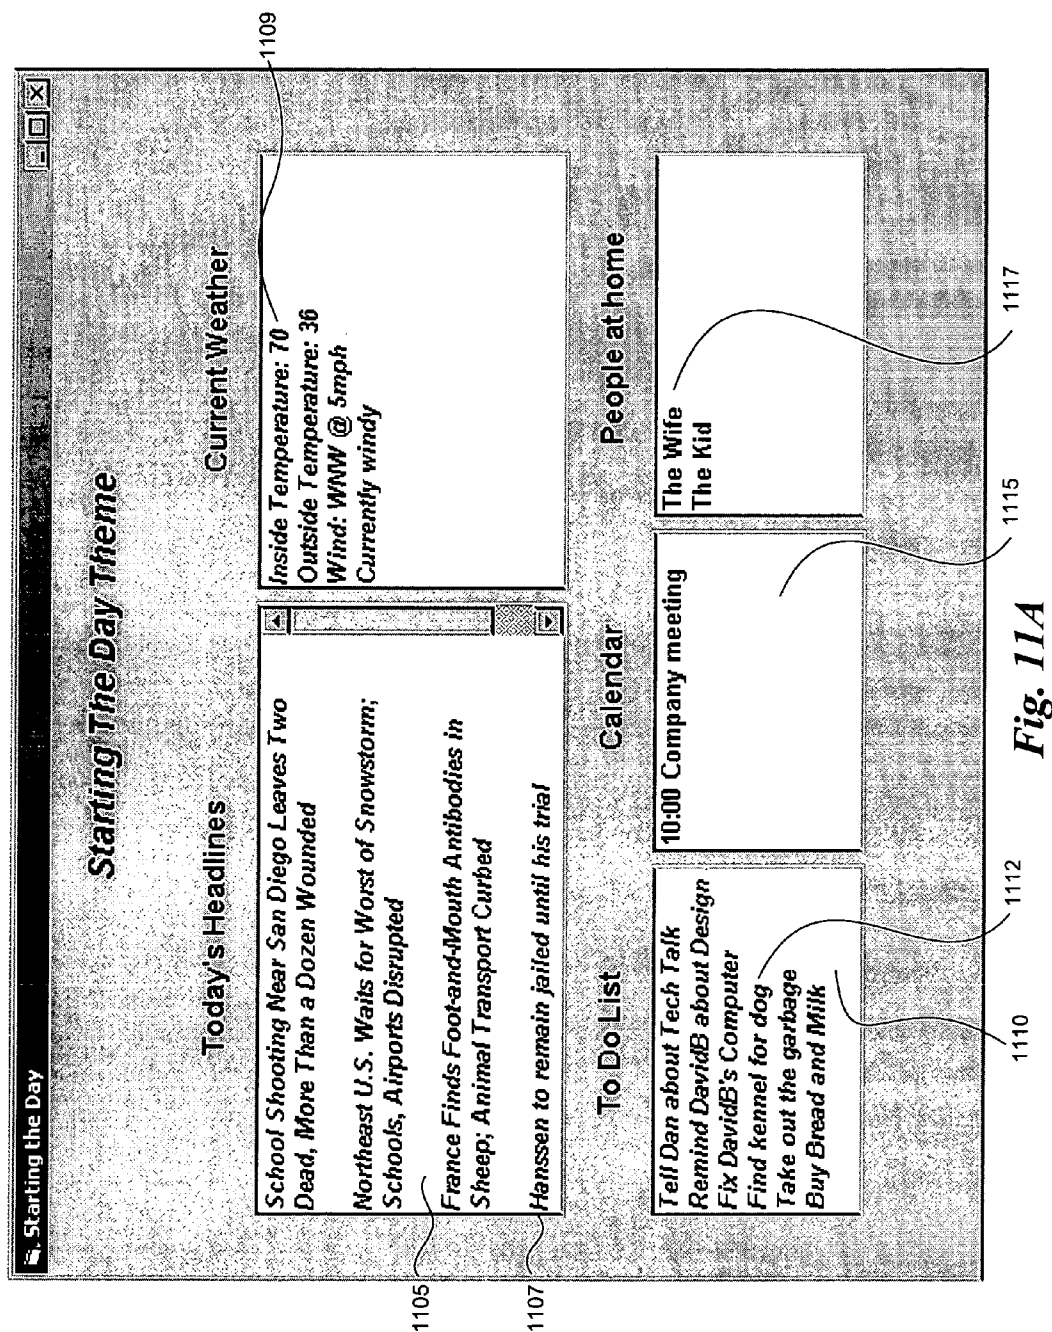 Starting the Day
Starting The Day Theme
Today's Headlines
School Shooting Near San Diego Leaves Two
Dead, More Than a Dozen Wounded
Northeast U.S. Waits for Worst of Snowstorm;
Schools, Airports Disrupted
France Finds Foot-and-Mouth Antibodies in
Sheep; Animal Transport Curbed
Hanssen to remain jailed until his trial
1105
1107
Current Weather
Inside Temperature: 70
Outside Temperature: 36
Wind: WNW @ 5mph
Currently windy
1109
To Do List
Tell Dan about Tech Talk
Remind DavidB about Design
Fix DavidB's Computer
Find kennel for dog
Take out the garbage
Buy Bread and Milk
1110
1112
Calendar
10:00 Company meeting
1115
People at home
The Wife
The Kid
1117
Fig. 11A